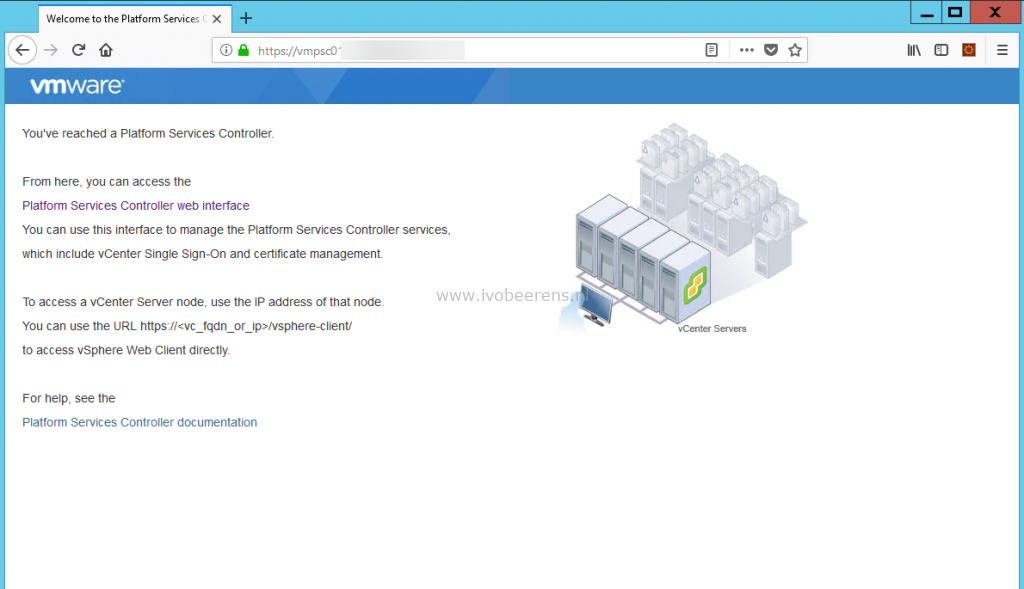 Welcome to the Platform Services C
https://vmpsc01
vmware
You've reached a Platform Services Controller.
From here, you can access the
Platform Services Controller web interface
You can use this interface to manage the Platform Services Controller services,
which include vCenter Single Sign-On and certificate management.
To access a vCenter Server node, use the IP address of that node.
www.ivobeerens.n
You can use the URL https://<vc_fqdn_or_ip>/vsphere-client/
vCenter Servers
to access vSphere Web Client directly.
For help, see the
Platform Services Controller documentation